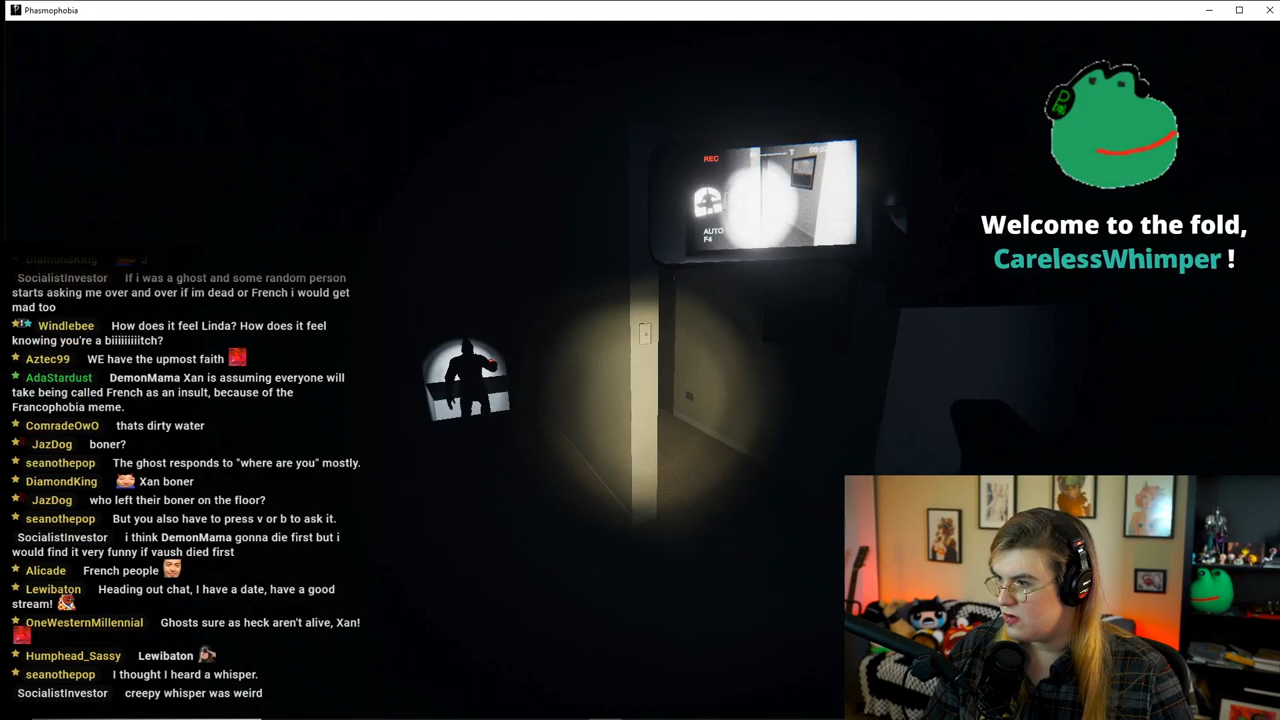 Phasmophobia
REC
AUTO
F4
Welcome to the fold,
CarelessWhimper !
DiamondKing 3
SocialistInvestor If i was a ghost and some random person
starts asking me over and over if im dead or French i would get
mad too
Windlebee How does it feel Linda? How does it feel
knowing you're a biiiiiiiiitch?
Aztec99 WE have the upmost faith
AdaStardust DemonMama Xan is assuming everyone will
take being called French as an insult, because of the
Francophobia meme.
ComradeOwO thats dirty water
JazDog boner?
seanothepop The ghost responds to "where are you" mostly.
DiamondKing Xan boner
JazDog who left their boner on the floor?
seanothepop But you also have to press v or b to ask it.
SocialistInvestor i think DemonMama gonna die first but i
would find it very funny if vaush died first
Alicade French people
Lewibaton Heading out chat, I have a date, have a good
stream!
OneWesternMillennial Ghosts sure as heck aren't alive, Xan!
Humphead_Sassy Lewibaton
seanothepop I thought I heard a whisper.
SocialistInvestor creepy whisper was weird